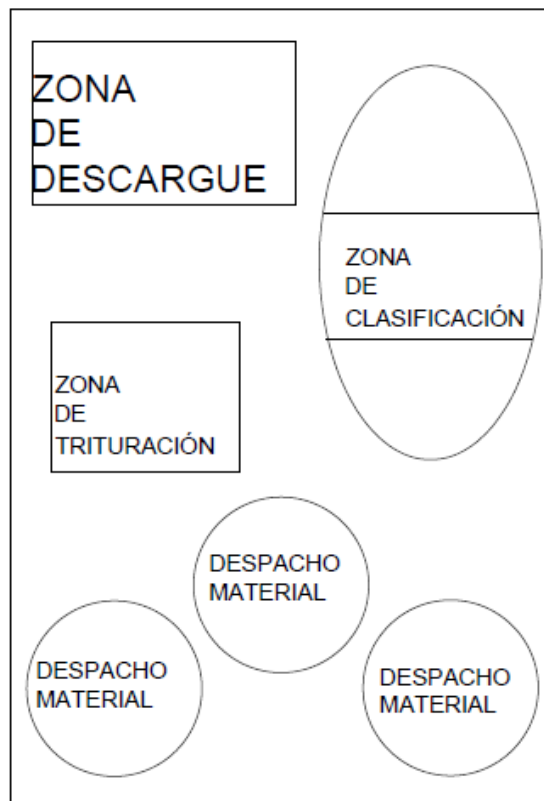 ZONA
DE
DESCARGUE
ZONA
DE
CLASIFICACIÓN
ZONA
DE
TRITURACIÓN
DESPACHO
MATERIAL
DESPACHO
MATERIAL
DESPACHO
MATERIAL